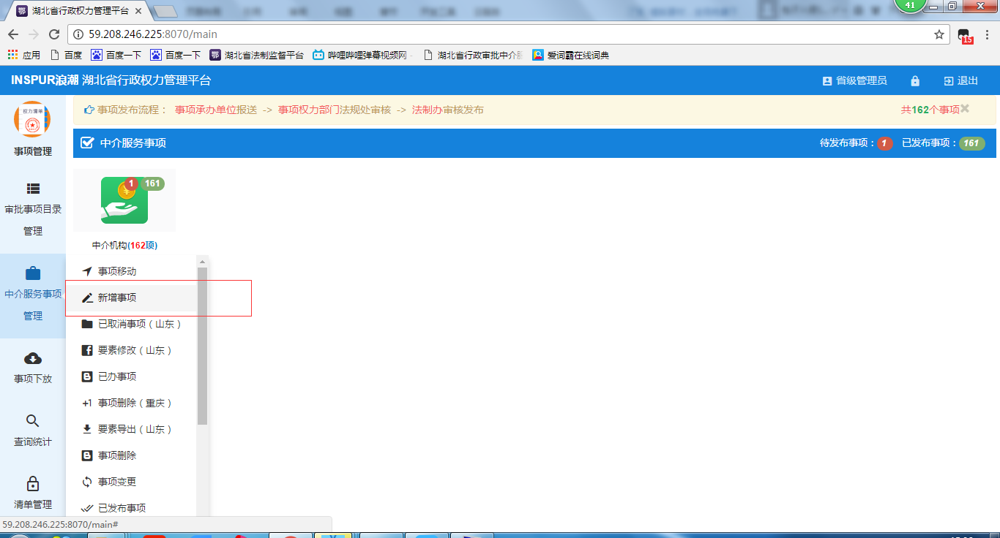 湖北省行政权力管理平台
41
59.208.246.225:8070/main
15
应用 百度 百度一下 百度一下 湖北省法制监督平台 哔哩哔哩弹幕视频网 - 湖北省行政审批中介服 爱词霸在线词典
INSPUR浪潮 湖北省行政权力管理平台 省级管理员 退出
权力清单
事项管理
审批事项目录
管理
中介服务事项
管理
事项下放
查询统计
清单管理
事项发布流程： 事项承办单位报送 -> 事项权力部门法规处审核 -> 法制办审核发布 共162个事项
中介服务事项 待发布事项：1 已发布事项：161
1 161
中介机构(162项)
事项移动
新增事项
已取消事项（山东）
要素修改（山东）
已办事项
+1 事项删除（重庆）
要素导出（山东）
事项删除
事项变更
已发布事项
59.208.246.225:8070/main#